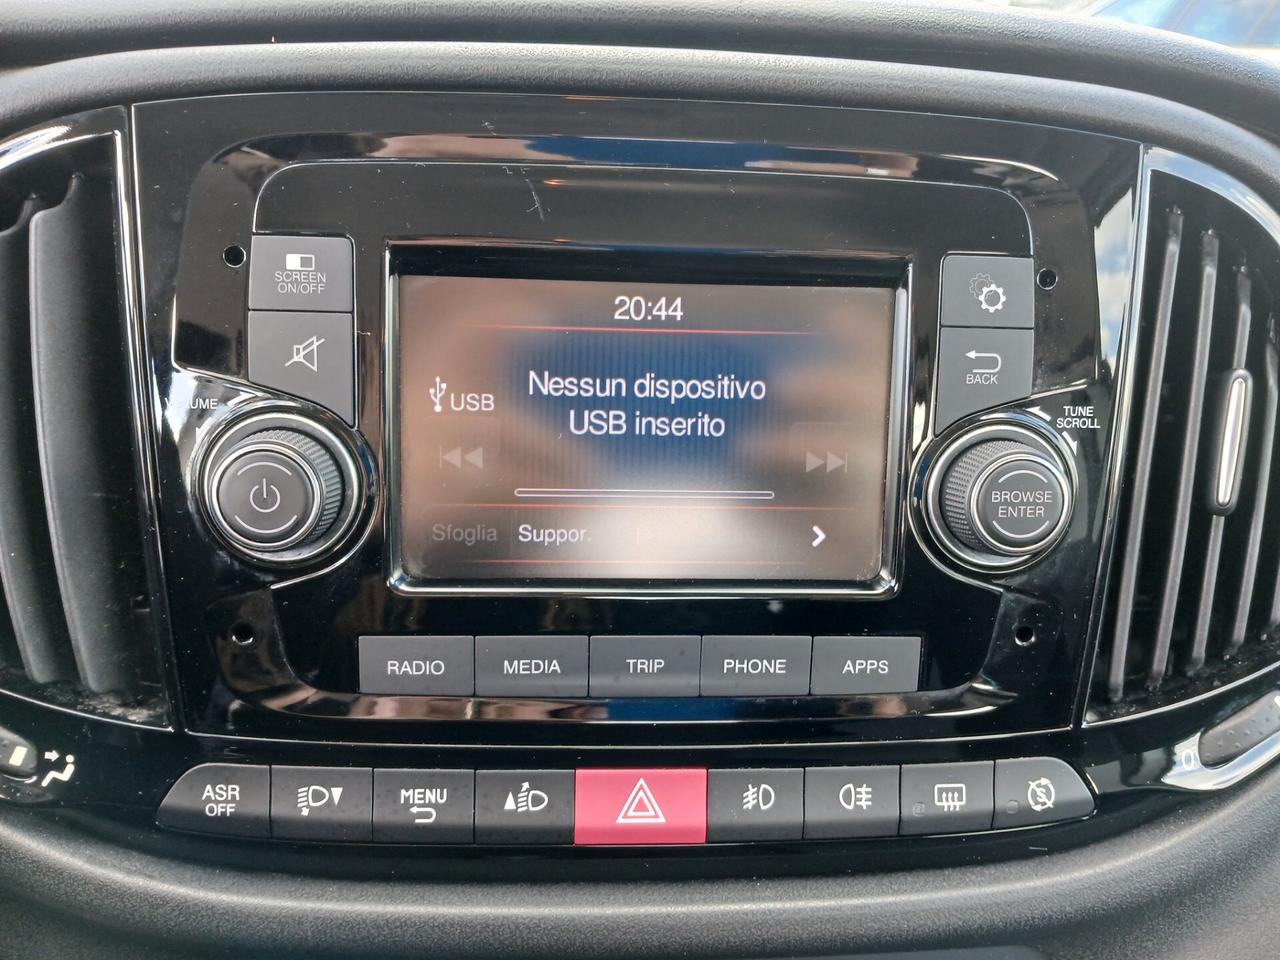 SCREEN
ON/OFF
VOLUME
20:44
USB
Nessun dispositivo
USB inserito
Sfoglia Suppor.
BACK
TUNE
SCROLL
BROWSE
ENTER
RADIO
MEDIA
TRIP
PHONE
APPS
ASR
OFF
MENU